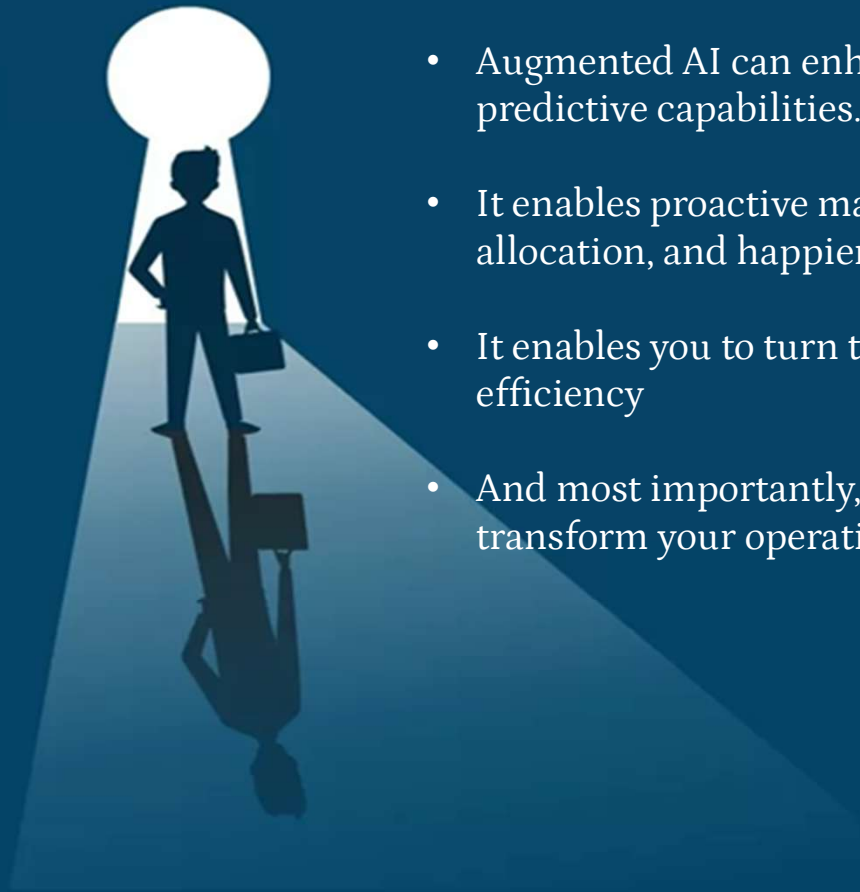 • Augmented AI can enh
predictive capabilities.
• It enables proactive ma
allocation, and happier
• It enables you to turn t
efficiency
• And most importantly,
transform your operati